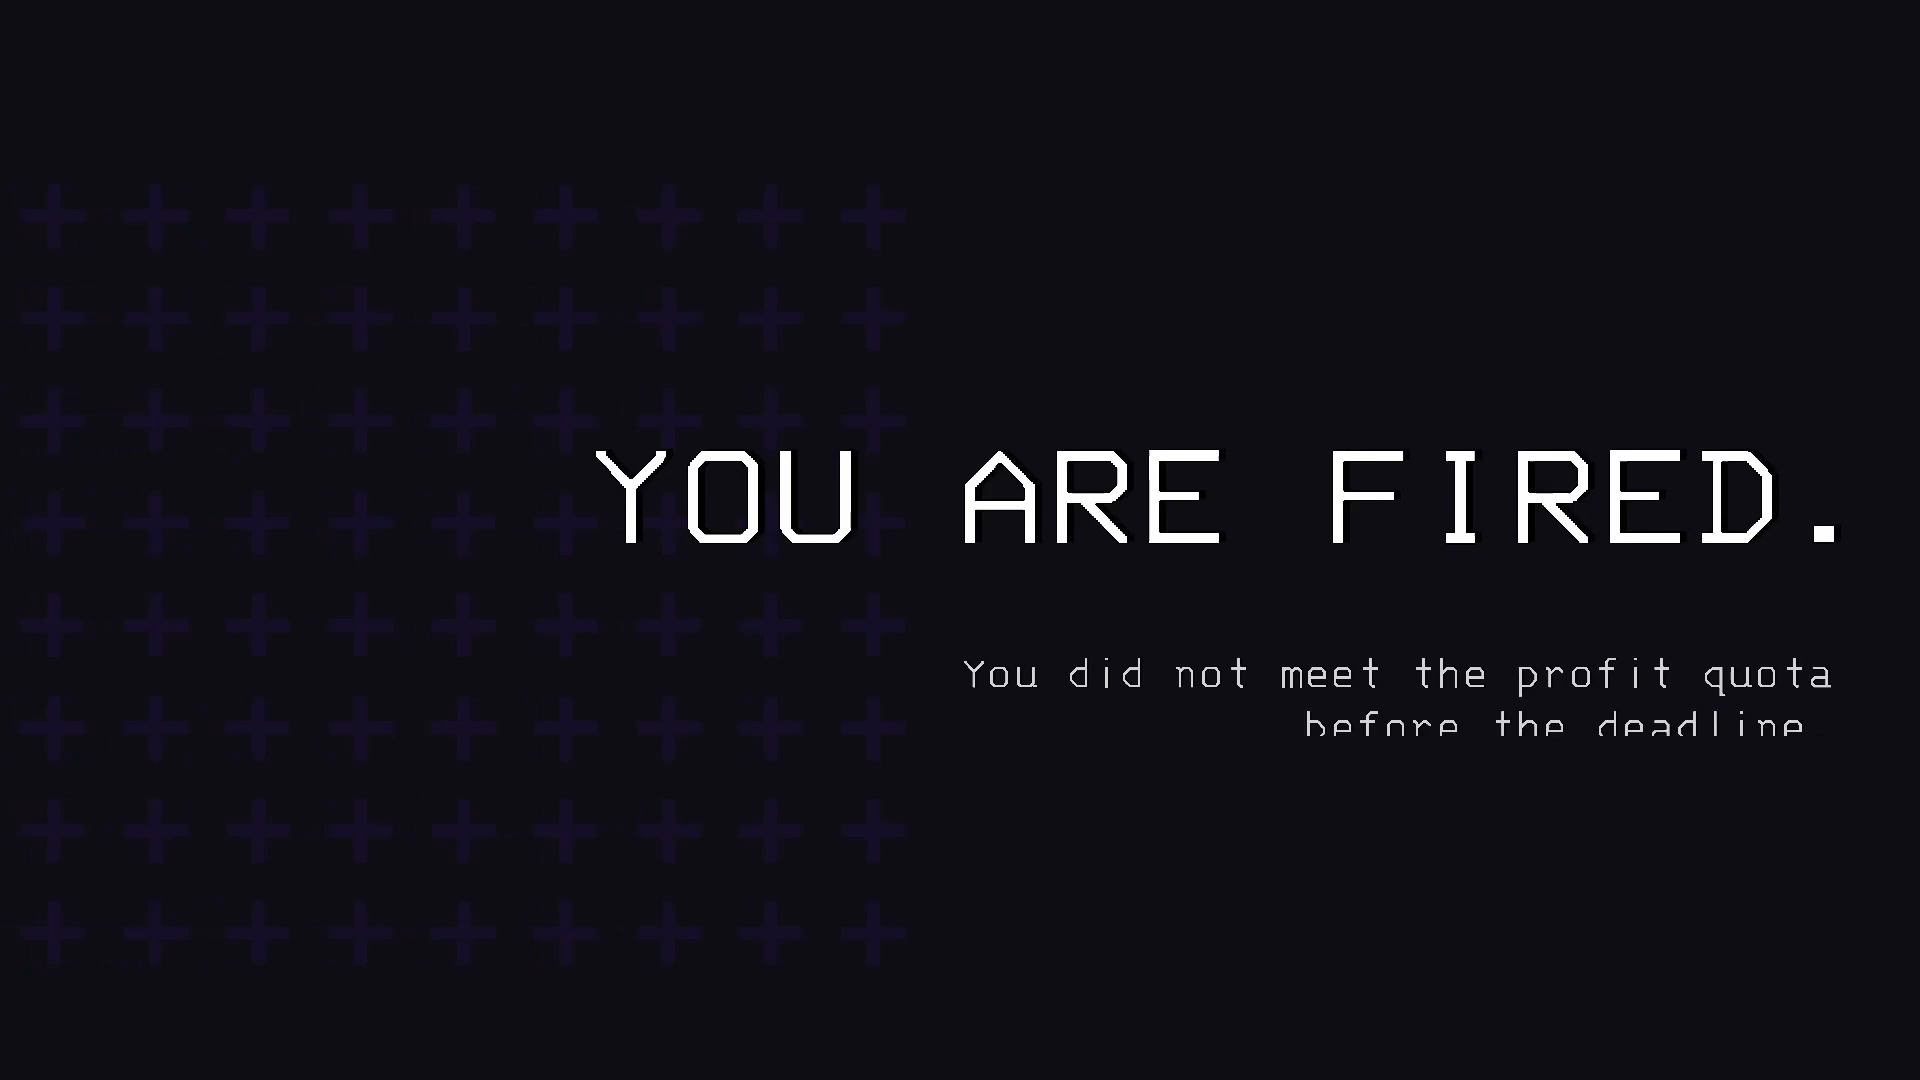 YOU ARE FIRED.
You did not meet the profit quota
before the deadline